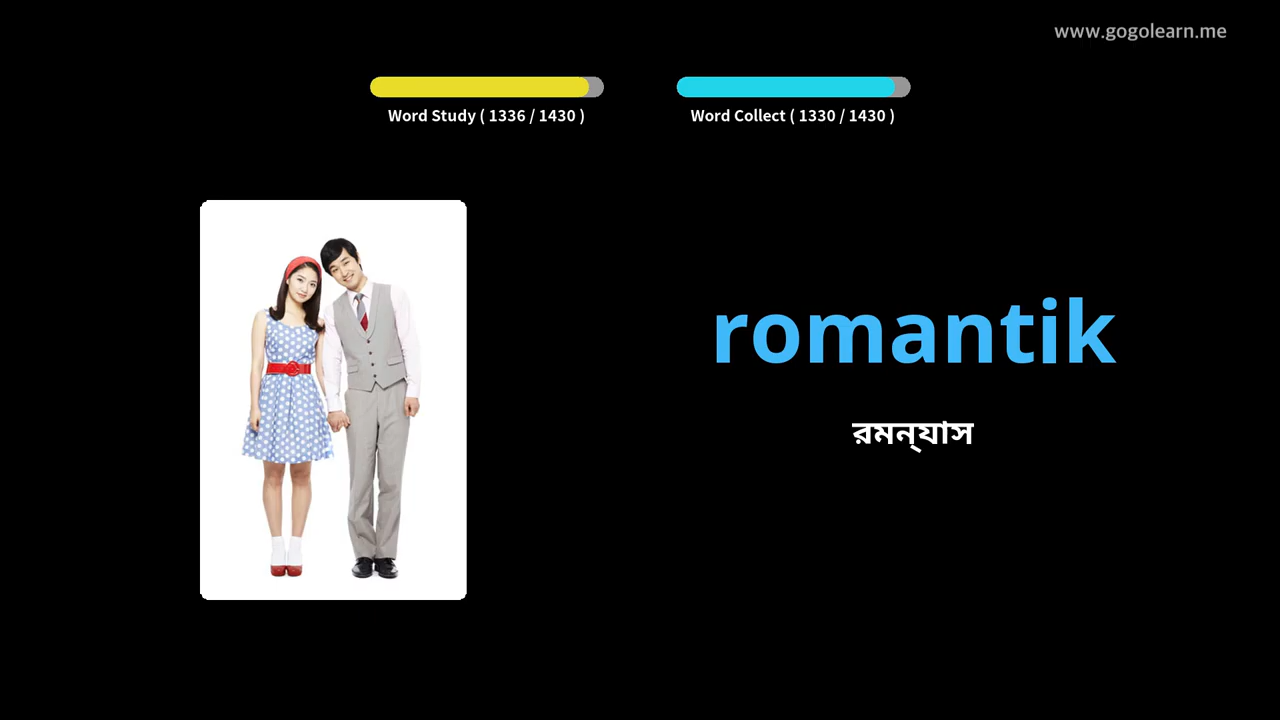 www.gogolearn.me
Word Study ( 1336 / 1430 )
Word Collect ( 1330 / 1430 )
romantik
রমন্যাস